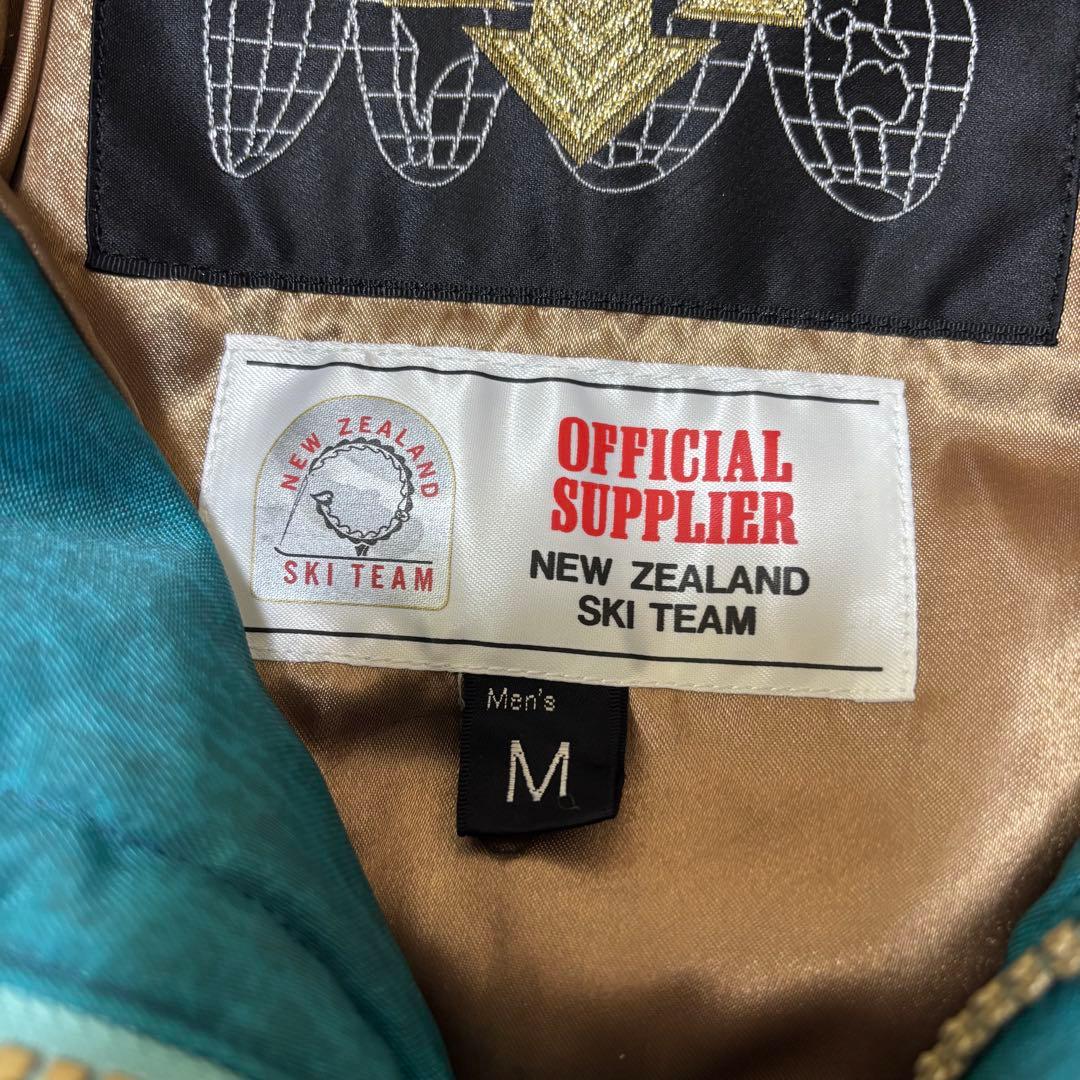 NEW ZEALAND
SKI TEAM
OFFICIAL
SUPPLIER
NEW ZEALAND
SKI TEAM
Men's
M